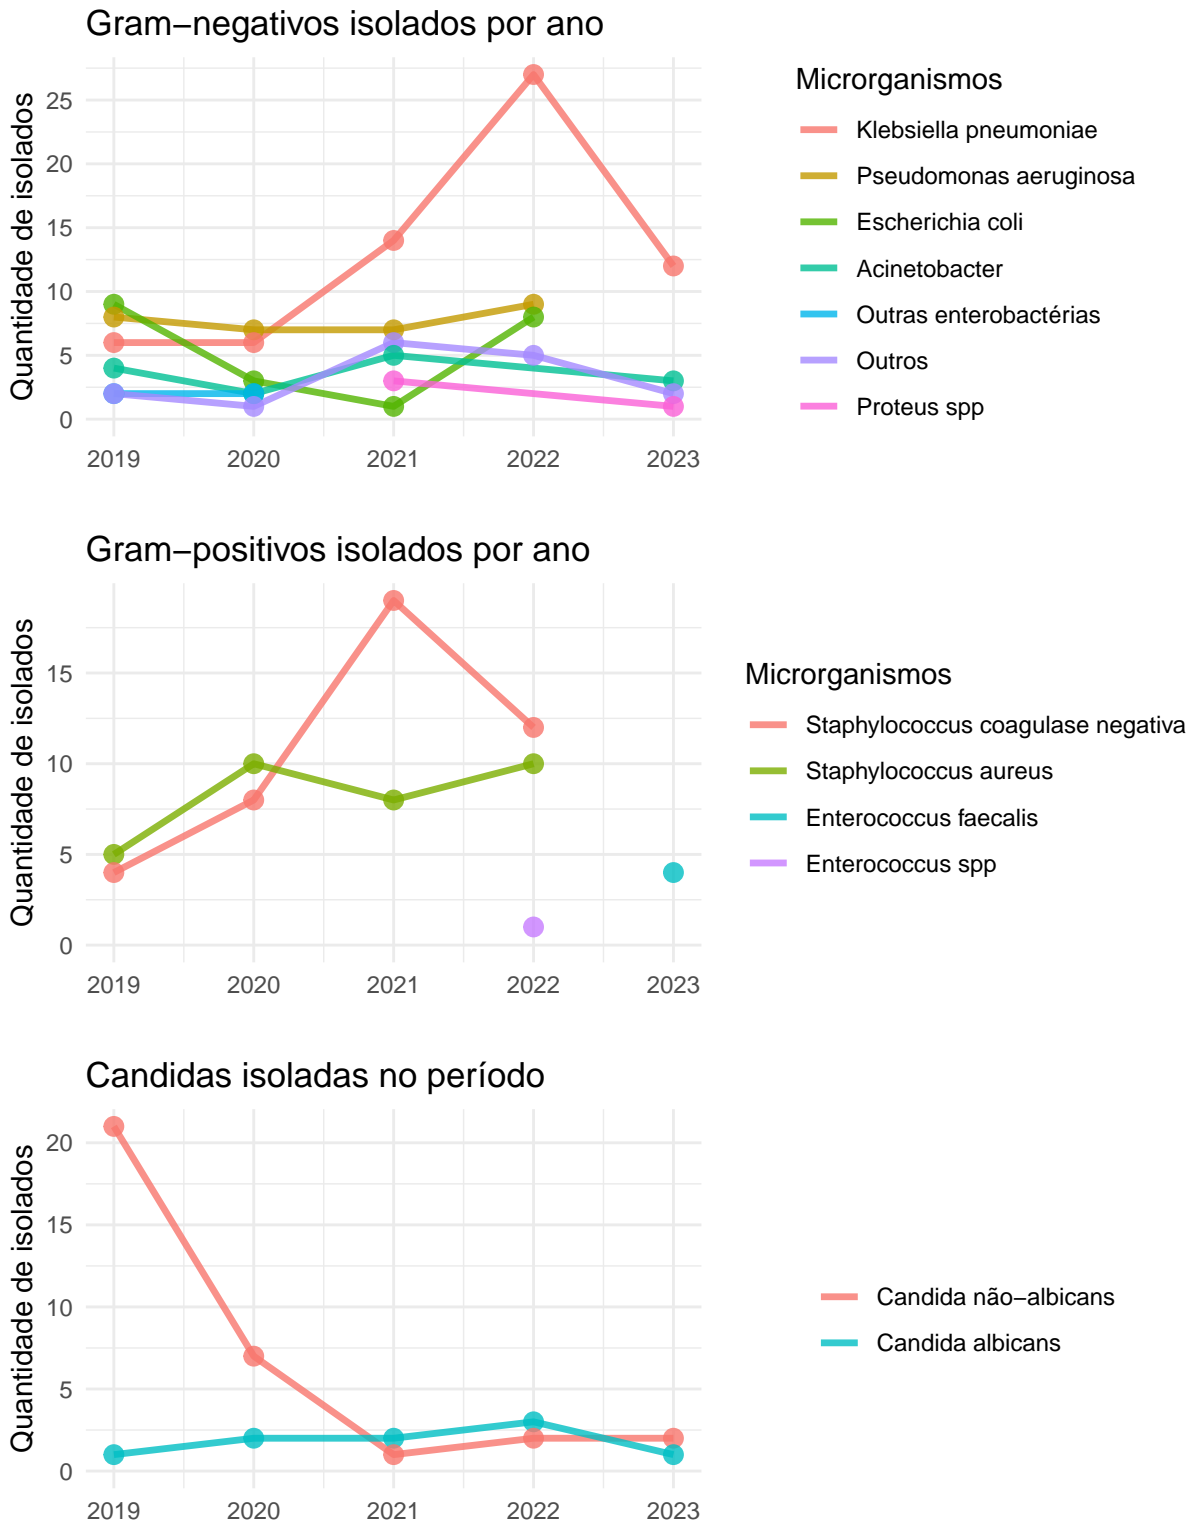 Gram−negativos isolados por ano
Quantidade de isolados
25
20
15
10
5
0
2019 2020 2021 2022 2023
Microrganismos
Klebsiella pneumoniae
Pseudomonas aeruginosa
Escherichia coli
Acinetobacter
Outras enterobactérias
Outros
Proteus spp
Gram−positivos isolados por ano
Quantidade de isolados
15
10
5
0
2019 2020 2021 2022 2023
Microrganismos
Staphylococcus coagulase negativa
Staphylococcus aureus
Enterococcus faecalis
Enterococcus spp
Candidas isoladas no período
Quantidade de isolados
20
15
10
5
0
2019 2020 2021 2022 2023
Candida não−albicans
Candida albicans